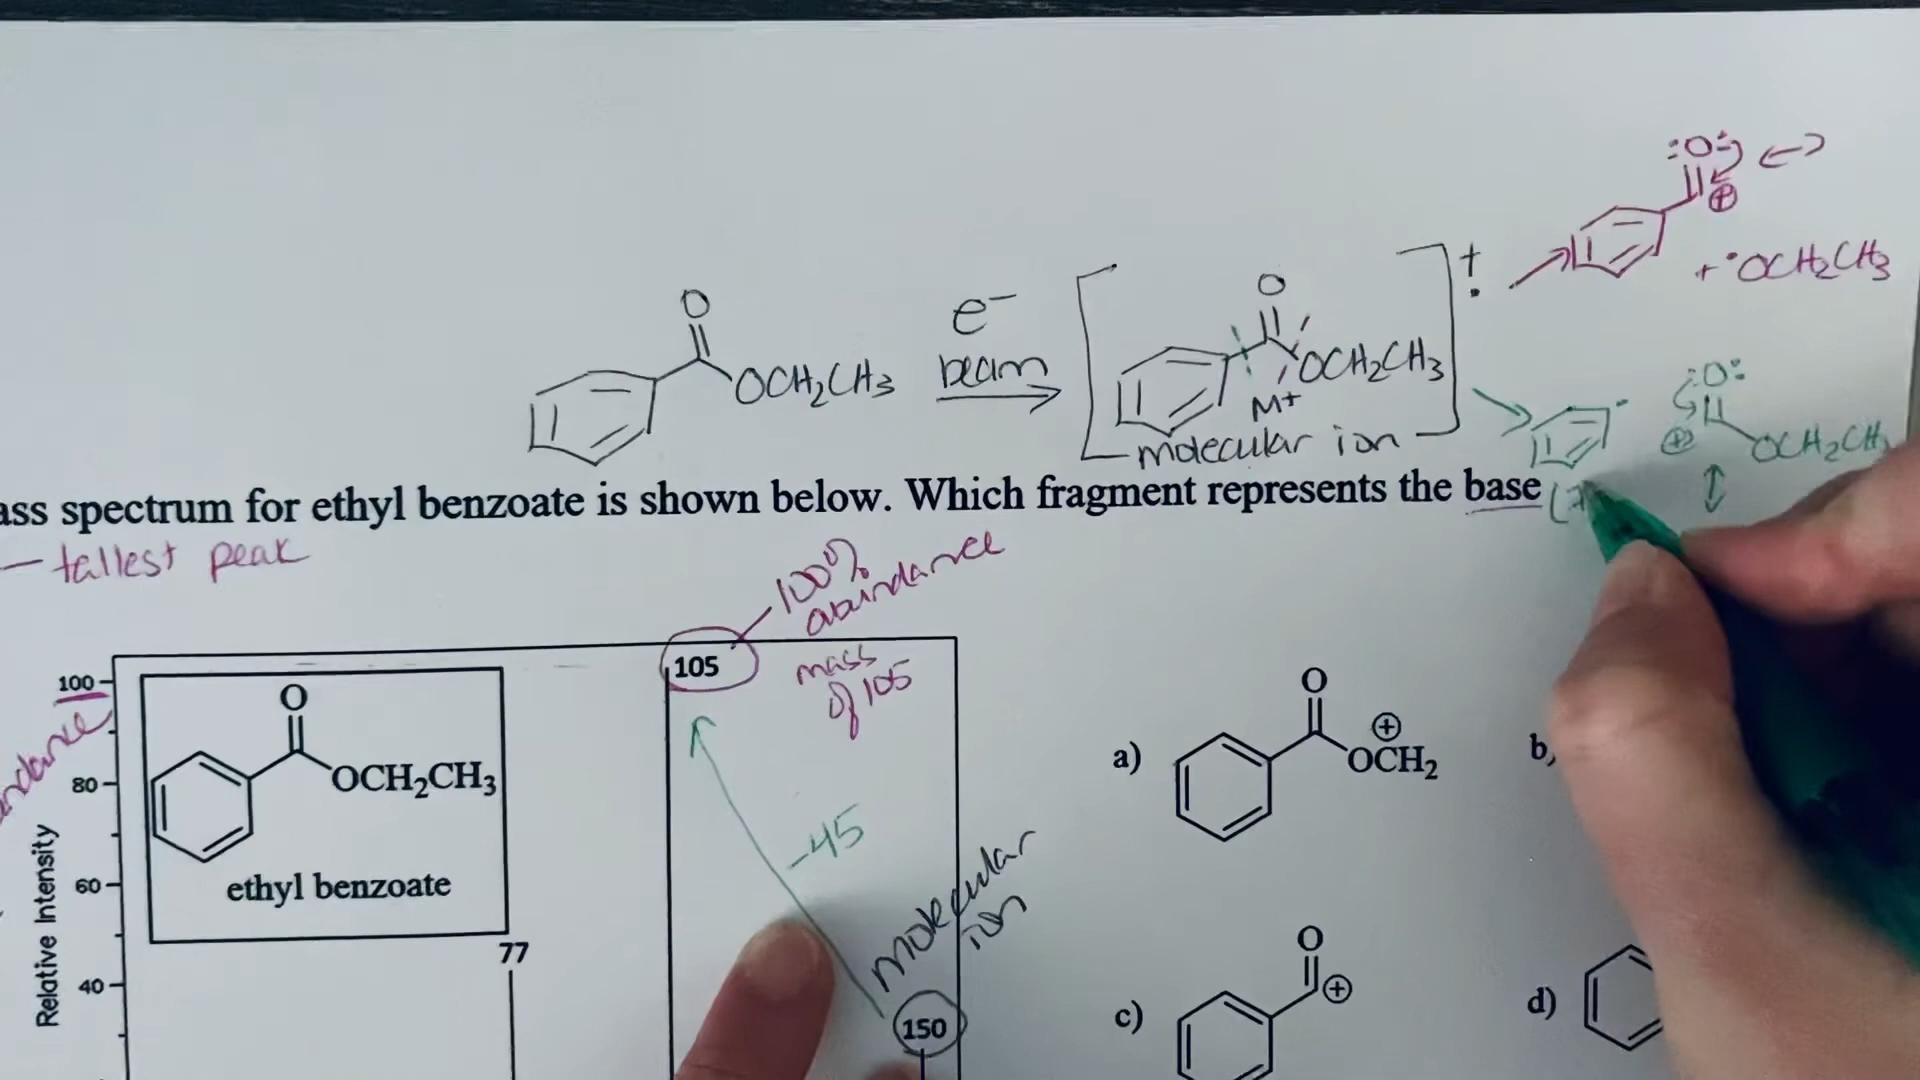 :O:
⊕
+ •OCH2CH3
O
OCH2CH3
e⁻
beam
O
OCH2CH3
+•
M+
molecular ion
:O:
⊕
OCH2CH
ass spectrum for ethyl benzoate is shown below. Which fragment represents the base
(7
— tallest peak
100%
abundance
105
mass
of 105
100
80
60
40
Relative Intensity
O
OCH2CH3
ethyl benzoate
77
-45
molecular
ion
150
a)
O
⊕
OCH2
b)
c)
O
⊕
d)